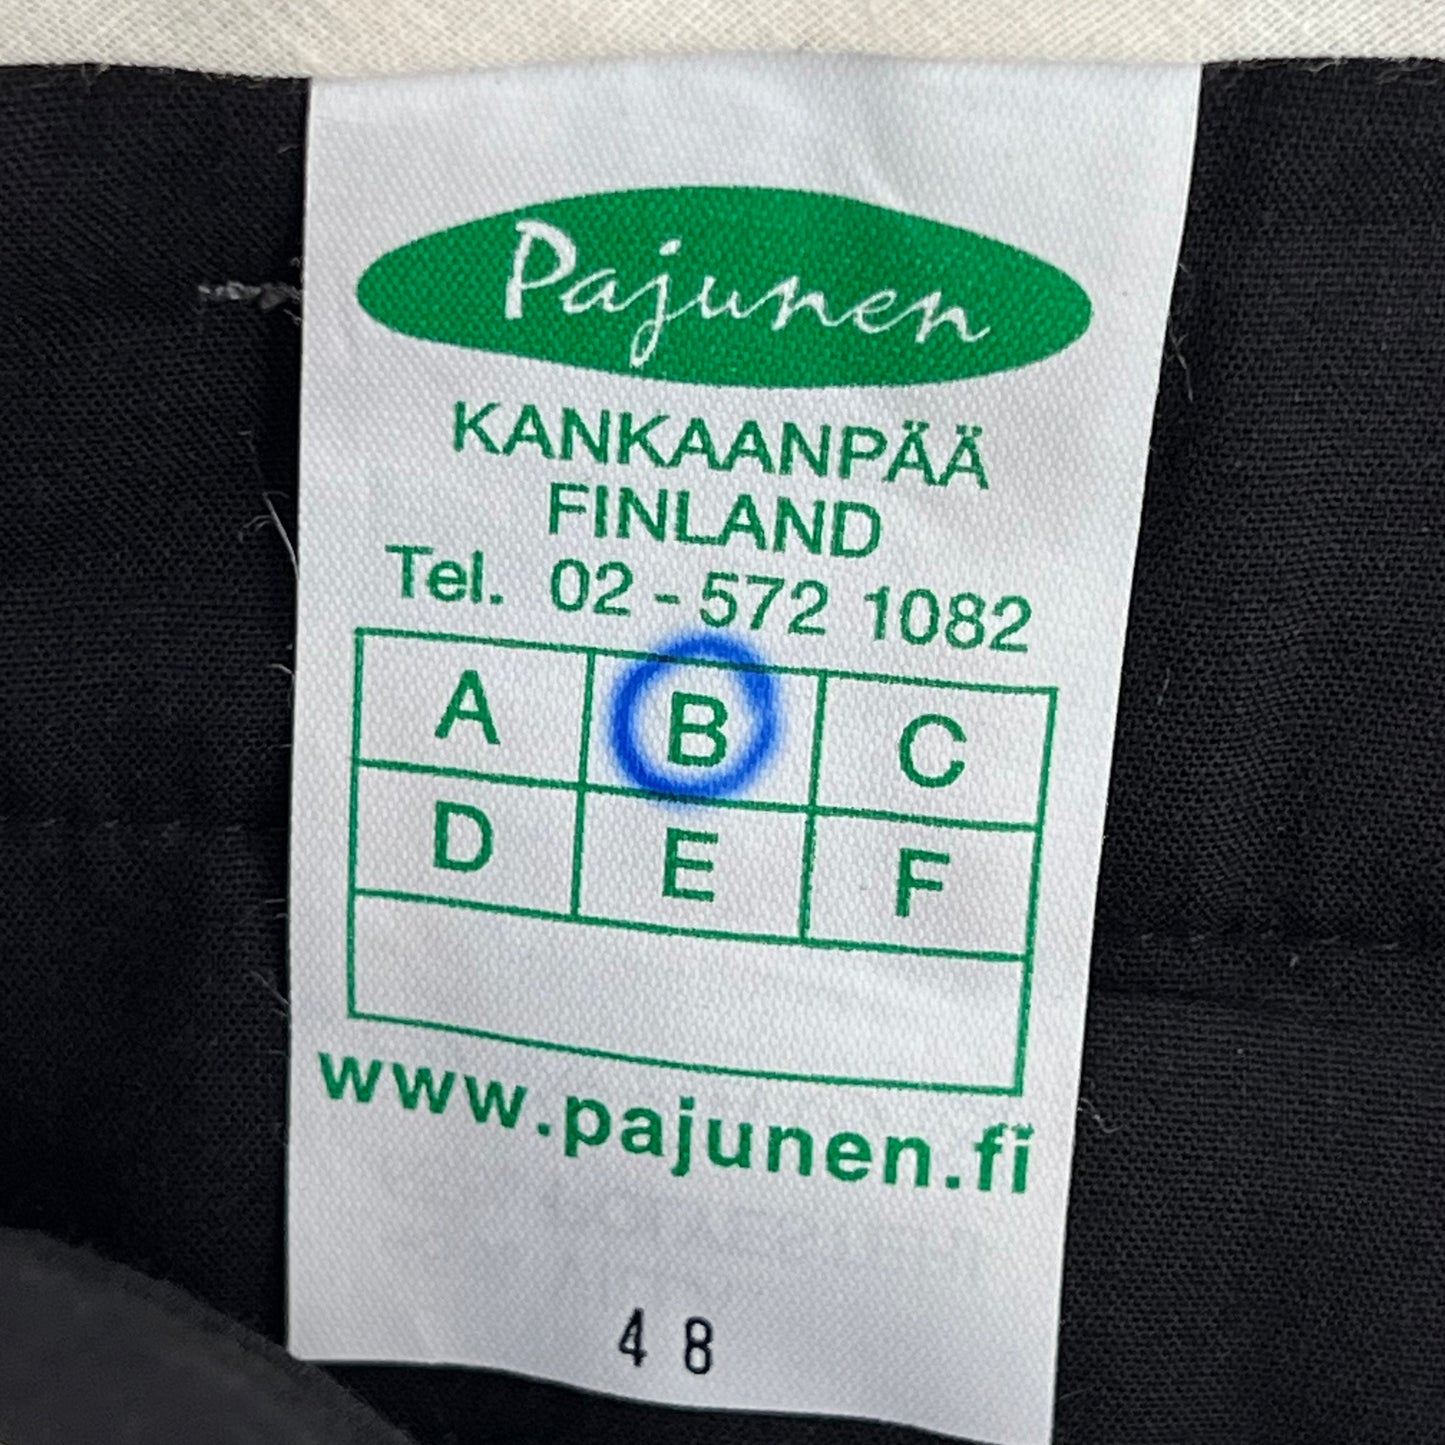 Pajunen
KANKAANPÄÄ
FINLAND
Tel. 02-572 1082
A B C
D E F
www.pajunen.fi
48